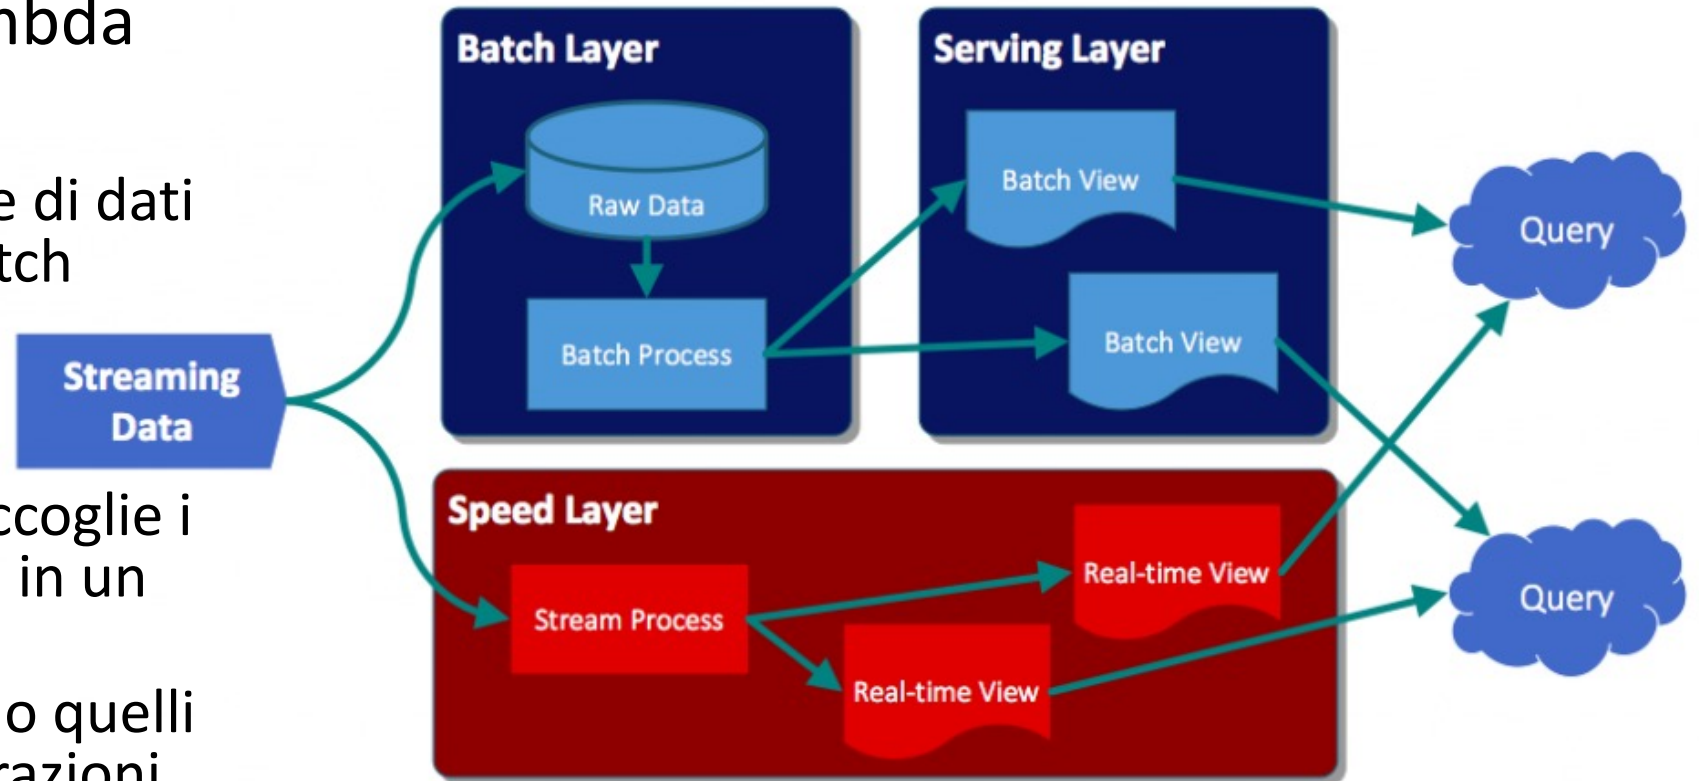 mbda
e di dati
tch
ccoglie i
in un
o quelli
razioni
Batch Layer
Raw Data
Batch Process
Serving Layer
Batch View
Batch View
Streaming
Data
Speed Layer
Stream Process
Real-time View
Real-time View
Query
Query